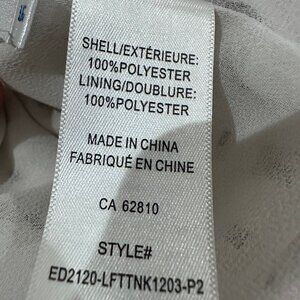 SHELL/EXTÉRIEURE:
100%POLYESTER
LINING/DOUBLURE:
100%POLYESTER
MADE IN CHINA
FABRIQUÉ EN CHINE
CA 62810
STYLE#
ED2120-LFTTNK1203-P2